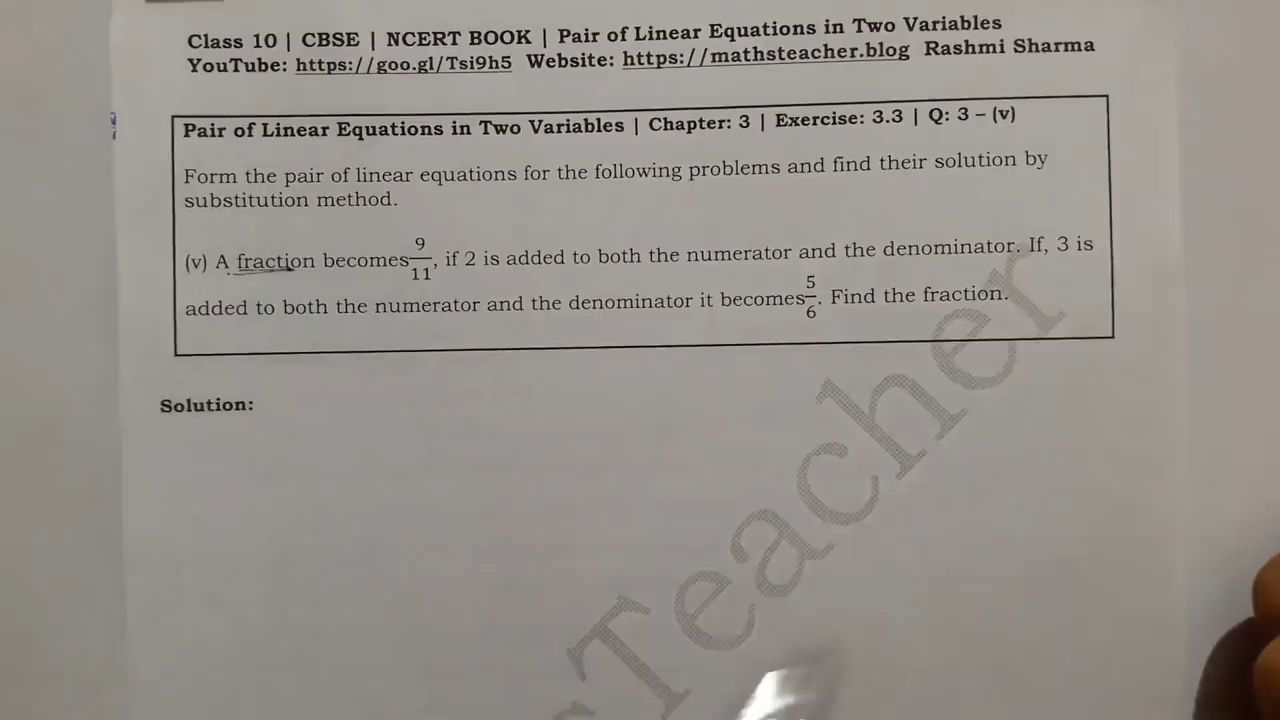 Class 10 | CBSE | NCERT BOOK | Pair of Linear Equations in Two Variables
YouTube: https://goo.gl/Tsi9h5 Website: https://mathsteacher.blog Rashmi Sharma
Pair of Linear Equations in Two Variables | Chapter: 3 | Exercise: 3.3 | Q: 3 – (v)
Form the pair of linear equations for the following problems and find their solution by
substitution method.
(v) A fraction becomes 9/11, if 2 is added to both the numerator and the denominator. If, 3 is
added to both the numerator and the denominator it becomes 5/6. Find the fraction.
Solution:
Teacher